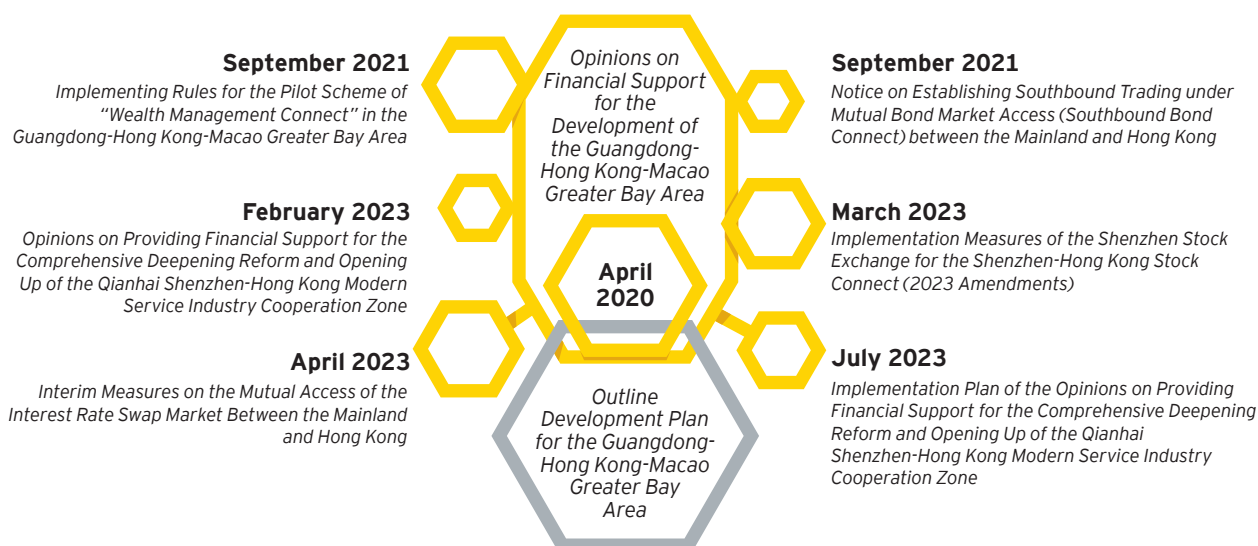 September 2021
Implementing Rules for the Pilot Scheme of
“Wealth Management Connect” in the
Guangdong-Hong Kong-Macao Greater Bay Area
February 2023
Opinions on Providing Financial Support for the
Comprehensive Deepening Reform and Opening
Up of the Qianhai Shenzhen-Hong Kong Modern
Service Industry Cooperation Zone
April 2023
Interim Measures on the Mutual Access of the
Interest Rate Swap Market Between the Mainland
and Hong Kong
Opinions on
Financial Support
for the
Development of
the Guangdong-
Hong Kong-Macao
Greater Bay Area
April
2020
Outline
Development Plan
for the Guangdong-
Hong Kong-Macao
Greater Bay
Area
September 2021
Notice on Establishing Southbound Trading under
Mutual Bond Market Access (Southbound Bond
Connect) between the Mainland and Hong Kong
March 2023
Implementation Measures of the Shenzhen Stock
Exchange for the Shenzhen-Hong Kong Stock
Connect (2023 Amendments)
July 2023
Implementation Plan of the Opinions on Providing
Financial Support for the Comprehensive Deepening
Reform and Opening Up of the Qianhai
Shenzhen-Hong Kong Modern Service Industry
Cooperation Zone